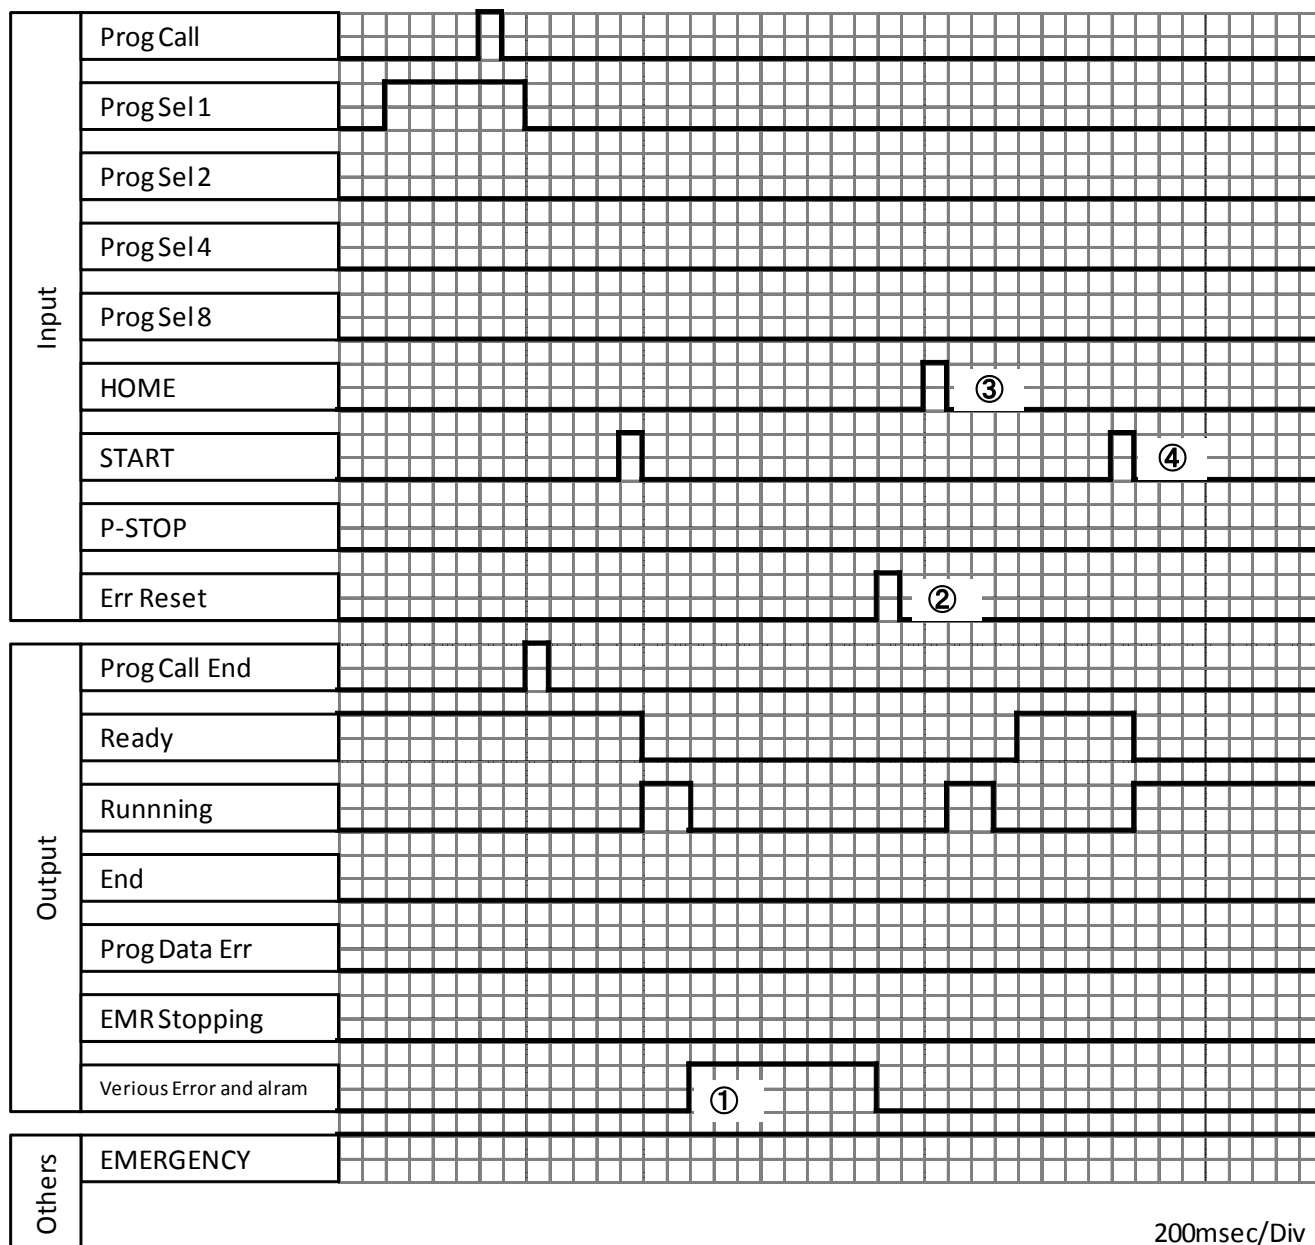 Input
Prog Call
Prog Sel 1
Prog Sel 2
Prog Sel 4
Prog Sel 8
HOME
③
START
④
P-STOP
Err Reset
②
Output
Prog Call End
Ready
Runnning
End
Prog Data Err
EMR Stopping
Verious Error and alram
①
Others
EMERGENCY
200msec/Div